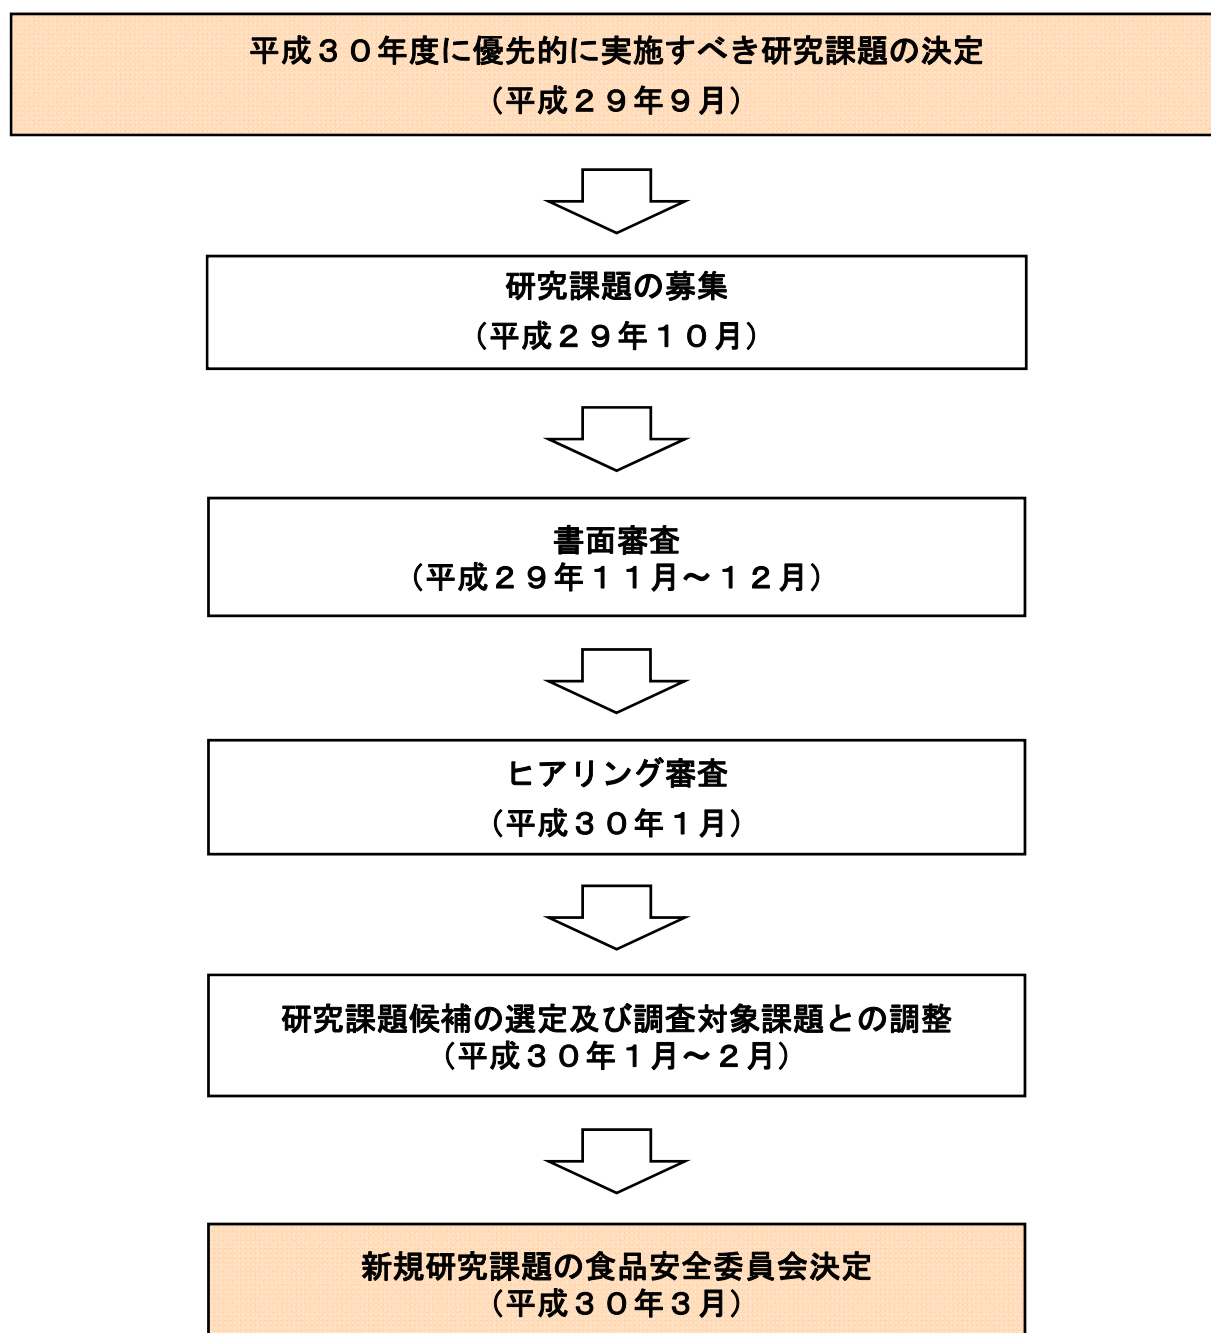 平成３０年度に優先的に実施すべき研究課題の決定
（平成２９年９月）
研究課題の募集
（平成２９年１０月）
書面審査
（平成２９年１１月～１２月）
ヒアリング審査
（平成３０年１月）
研究課題候補の選定及び調査対象課題との調整
（平成３０年１月～２月）
新規研究課題の食品安全委員会決定
（平成３０年３月）